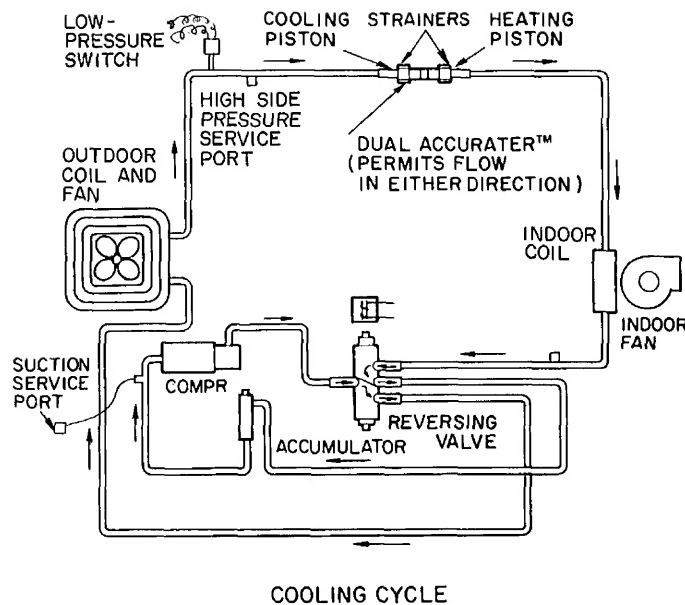 LOW-
PRESSURE
SWITCH
COOLING
PISTON
STRAINERS
HEATING
PISTON
HIGH SIDE
PRESSURE
SERVICE
PORT
DUAL ACCURATER™
(PERMITS FLOW
IN EITHER DIRECTION)
OUTDOOR
COIL AND
FAN
INDOOR
COIL
INDOOR
FAN
SUCTION
SERVICE
PORT
COMPR
ACCUMULATOR
REVERSING
VALVE
COOLING CYCLE